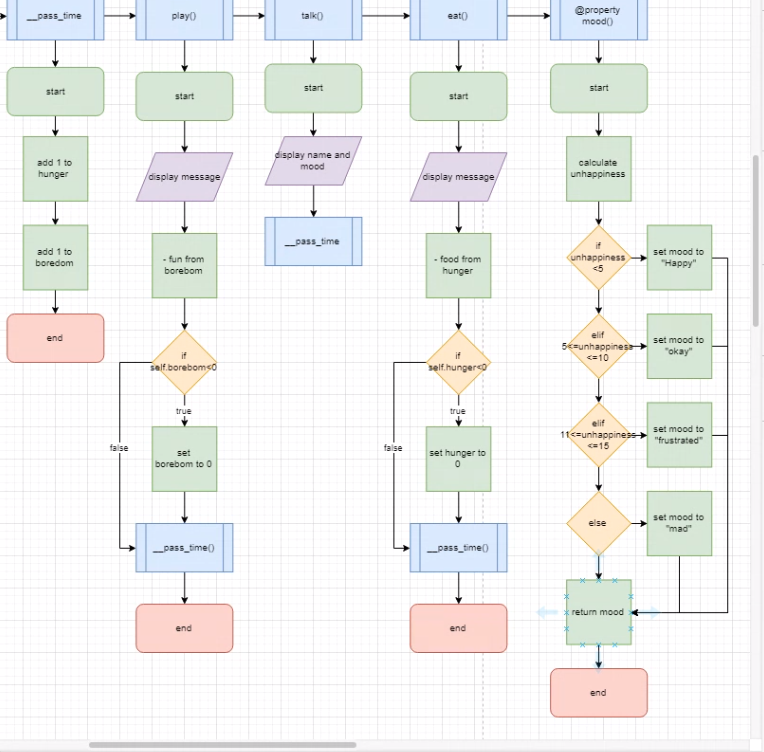 __pass_time
play()
talk()
eat()
@property
mood()
start
start
start
start
start
add 1 to
hunger
display message
display name and
mood
display message
calculate
unhappiness
add 1 to
boredom
- fun from
borebom
__pass_time
- food from
hunger
if
unhappiness
<5
set mood to
"Happy"
end
if
self.borebom<0
if
self.hunger<0
elif
5<=unhappiness
<=10
set mood to
"okay"
true
true
false
set
borebom to 0
false
set hunger to
0
elif
11<=unhappiness
<=15
set mood to
"frustrated"
__pass_time()
__pass_time()
else
set mood to
"mad"
end
end
return mood
end